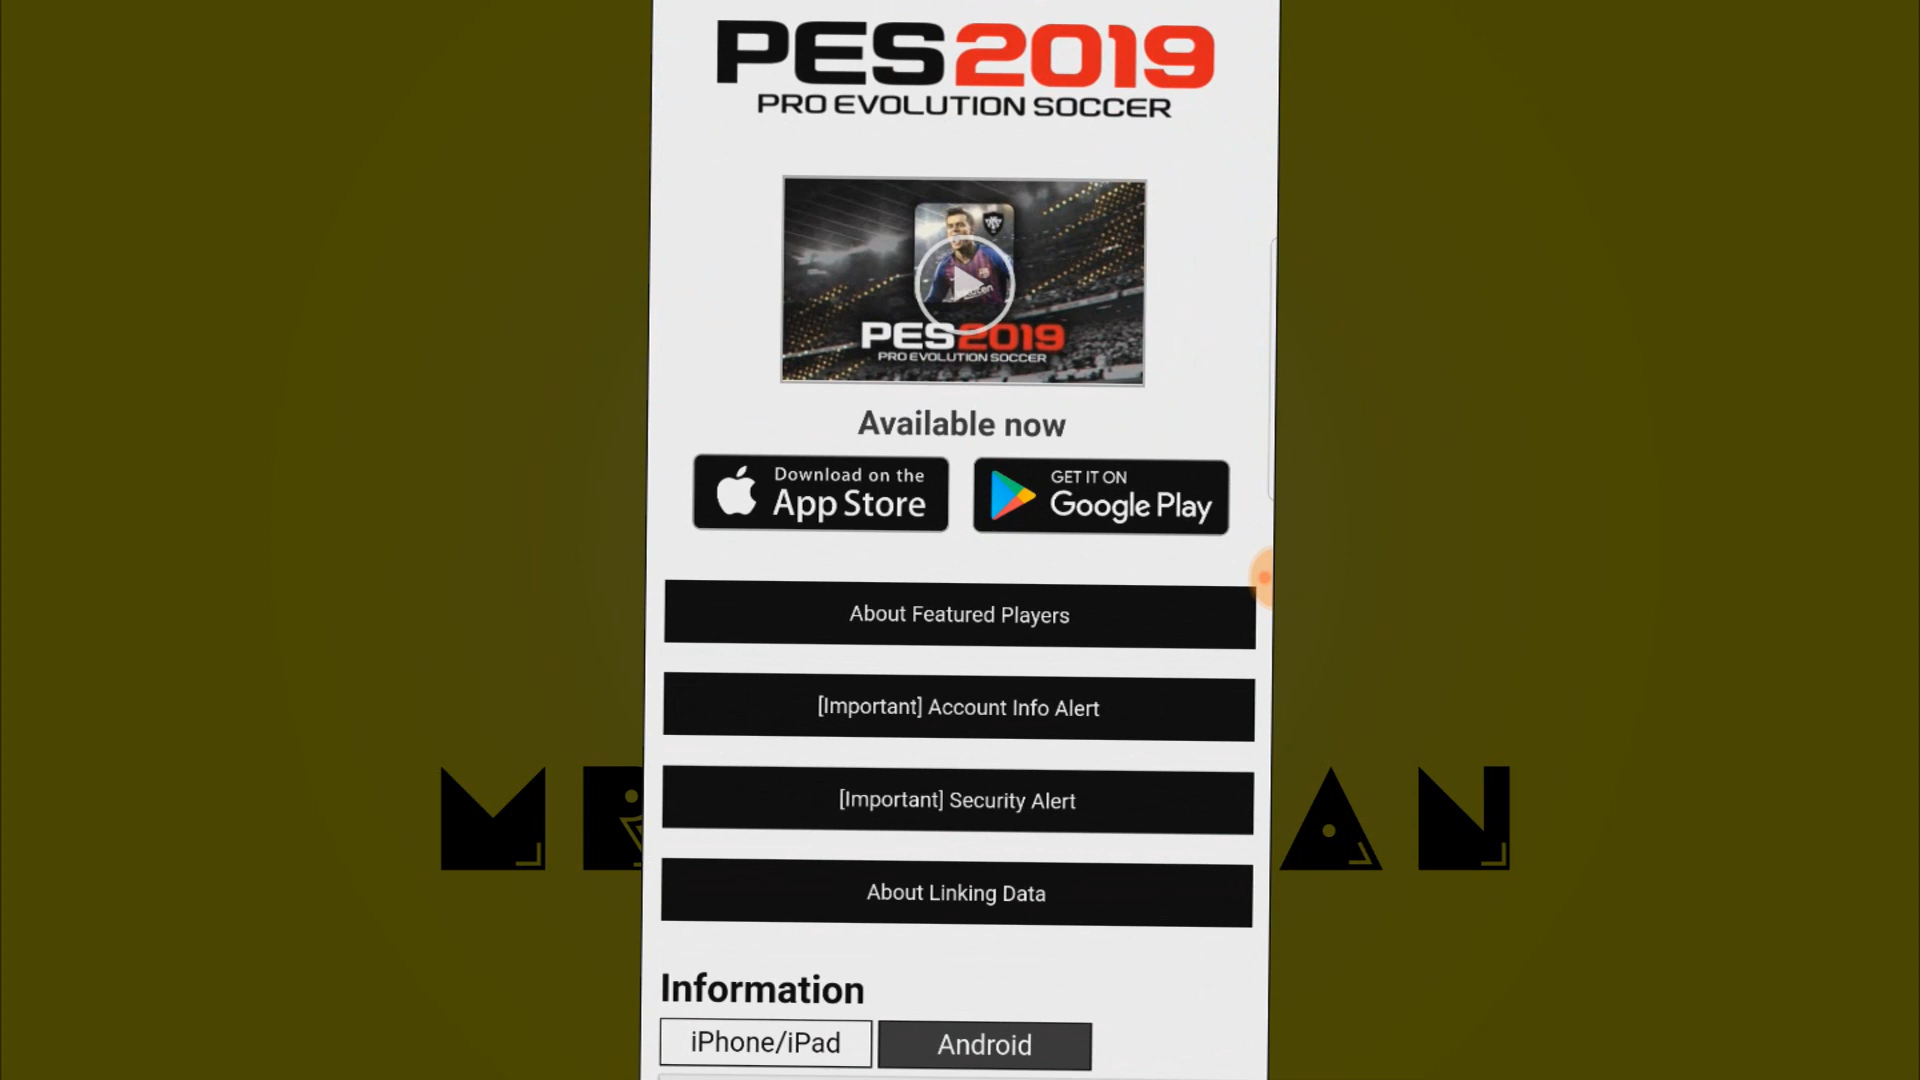 PES2019
PRO EVOLUTION SOCCER
PES2019
PRO EVOLUTION SOCCER
Available now
Download on the
App Store
GET IT ON
Google Play
About Featured Players
[Important] Account Info Alert
[Important] Security Alert
About Linking Data
Information
iPhone/iPad
Android